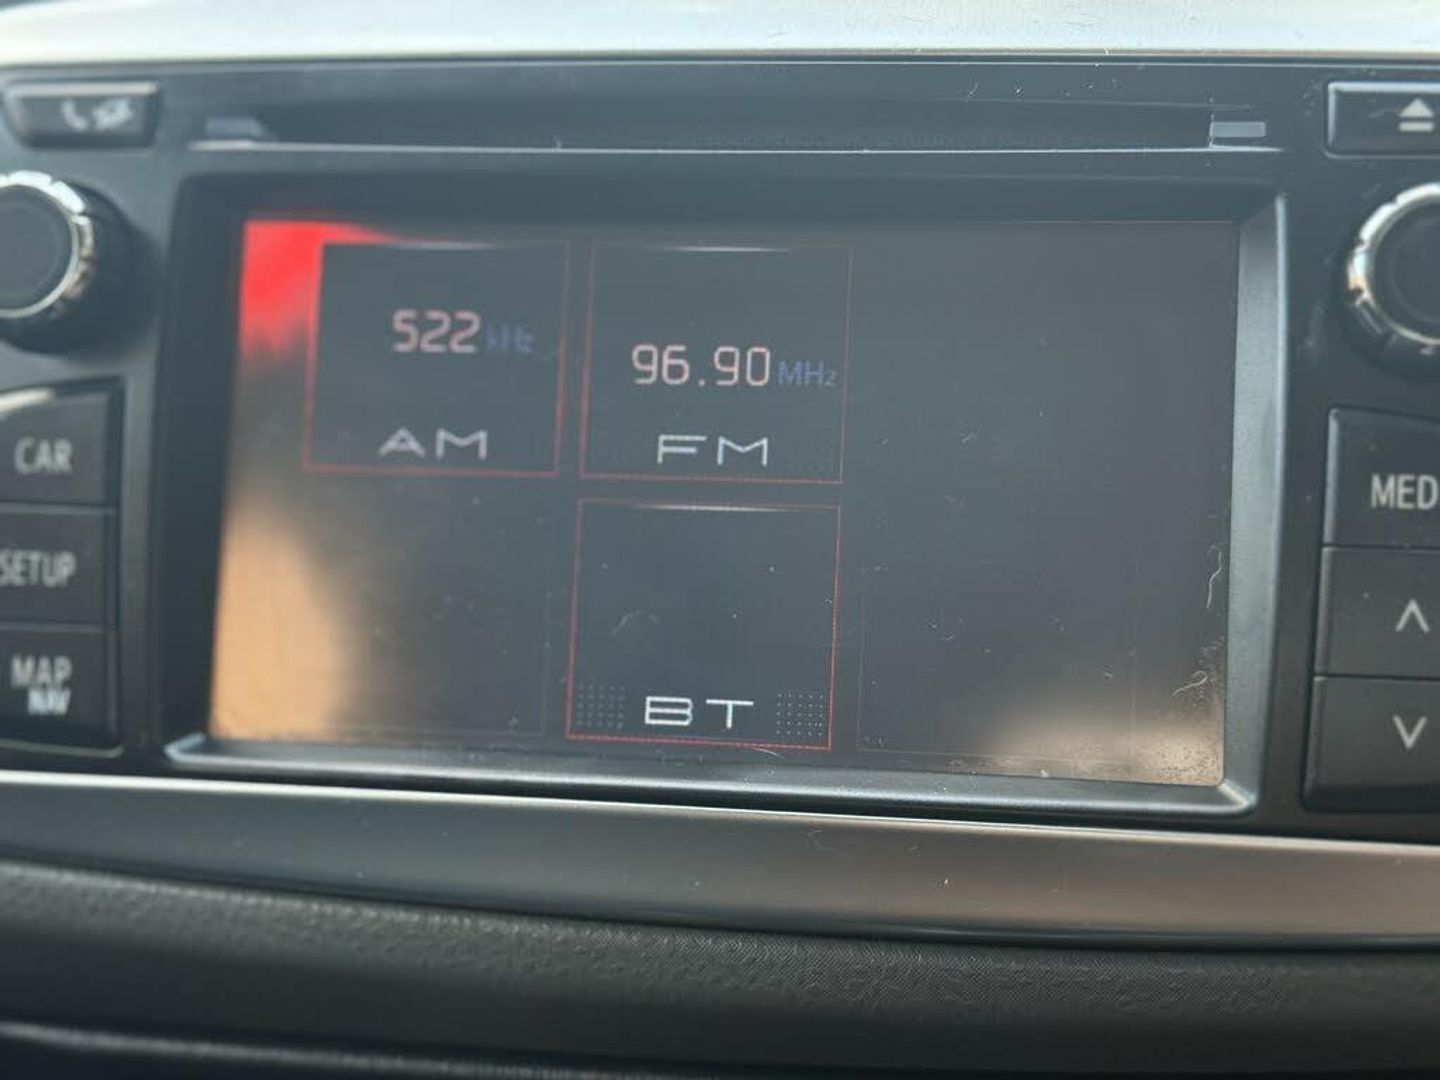 522 kHz
96.90 MHz
AM
FM
BT
CAR
SETUP
MAP
NAV
MED